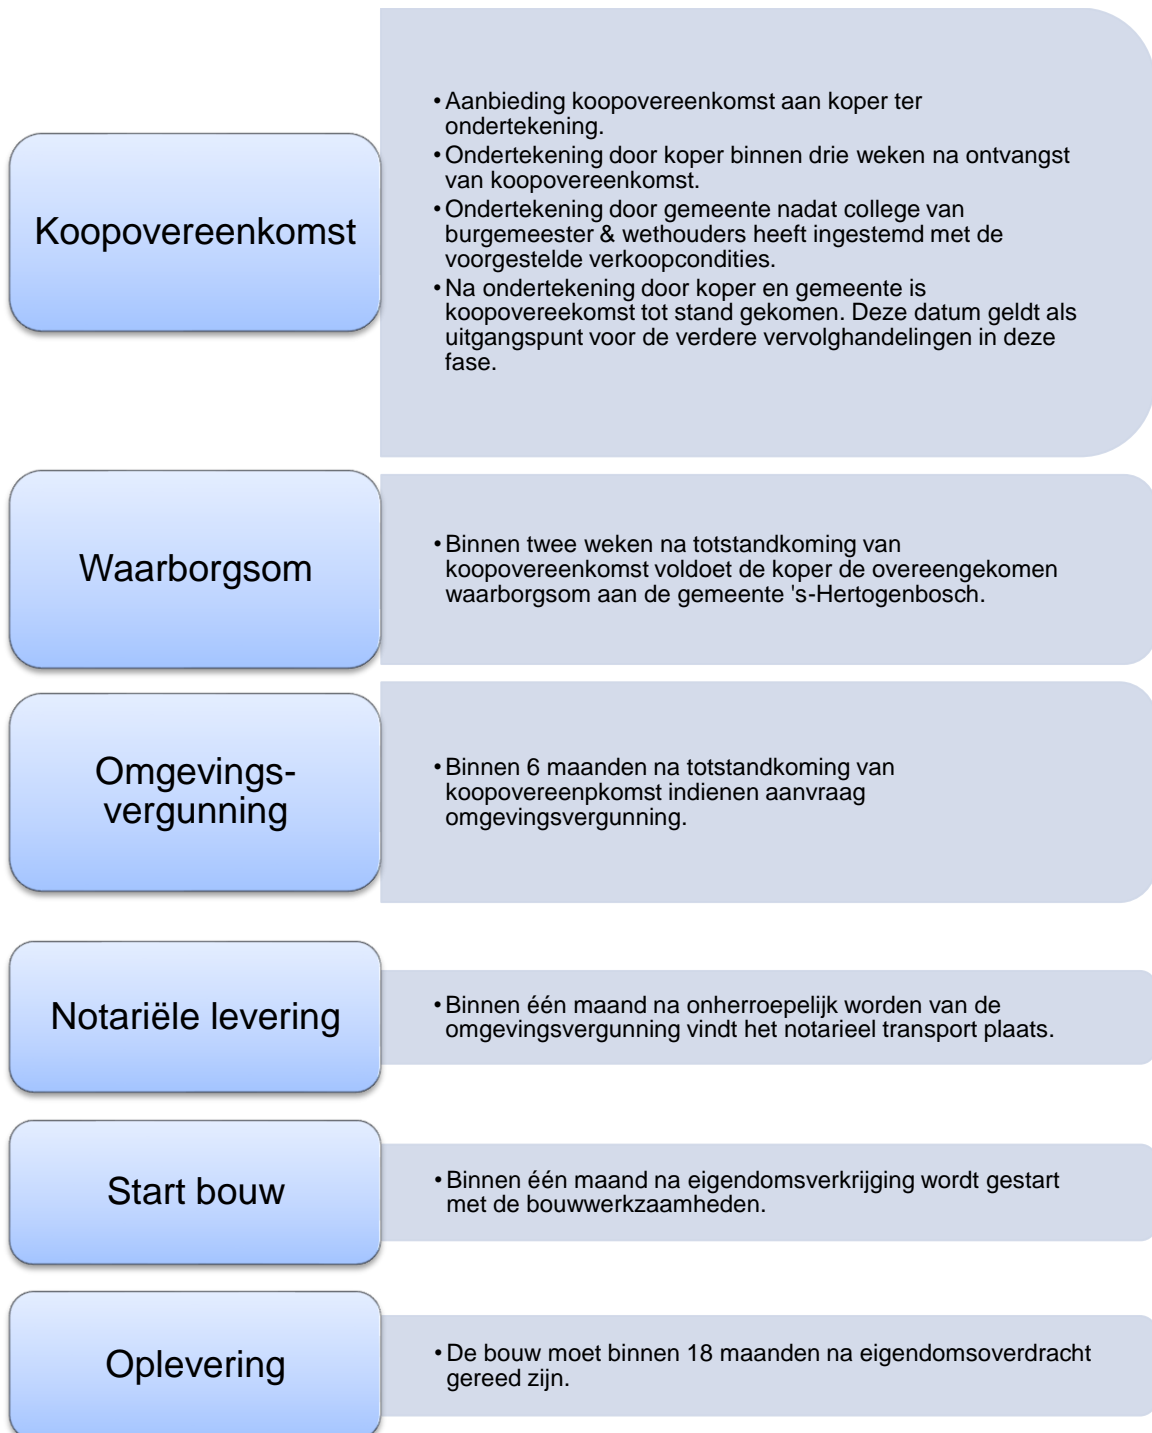 Koopovereenkomst
•Aanbieding koopovereenkomst aan koper ter
ondertekening.
•Ondertekening door koper binnen drie weken na ontvangst
van koopovereenkomst.
•Ondertekening door gemeente nadat college van
burgemeester & wethouders heeft ingestemd met de
voorgestelde verkoopcondities.
•Na ondertekening door koper en gemeente is
koopovereekomst tot stand gekomen. Deze datum geldt als
uitgangspunt voor de verdere vervolghandelingen in deze
fase.
Waarborgsom
•Binnen twee weken na totstandkoming van
koopovereenkomst voldoet de koper de overeengekomen
waarborgsom aan de gemeente 's-Hertogenbosch.
Omgevings-
vergunning
•Binnen 6 maanden na totstandkoming van
koopovereenpkomst indienen aanvraag
omgevingsvergunning.
Notariële levering
•Binnen één maand na onherroepelijk worden van de
omgevingsvergunning vindt het notarieel transport plaats.
Start bouw
•Binnen één maand na eigendomsverkrijging wordt gestart
met de bouwwerkzaamheden.
Oplevering
•De bouw moet binnen 18 maanden na eigendomsoverdracht
gereed zijn.